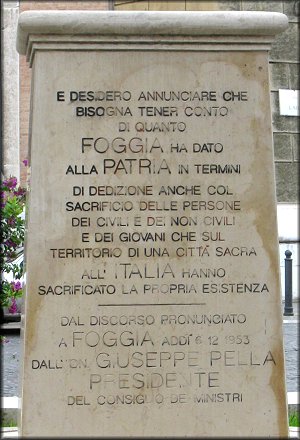 E DESIDERO ANNUNCIARE CHE
BISOGNA TENER CONTO
DI QUANTO
FOGGIA HA DATO
ALLA PATRIA IN TERMINI
DI DEDIZIONE ANCHE COL
SACRIFICIO DELLE PERSONE
DEI CIVILI E DEI NON CIVILI
E DEI GIOVANI CHE SUL
TERRITORIO DI UNA CITTÀ SACRA
ALL' ITALIA HANNO
SACRIFICATO LA PROPRIA ESISTENZA
DAL DISCORSO PRONUNCIATO
A FOGGIA ADDÌ 6 12 1953
DALL'ON. GIUSEPPE PELLA
PRESIDENTE
DEL CONSIGLIO DEI MINISTRI